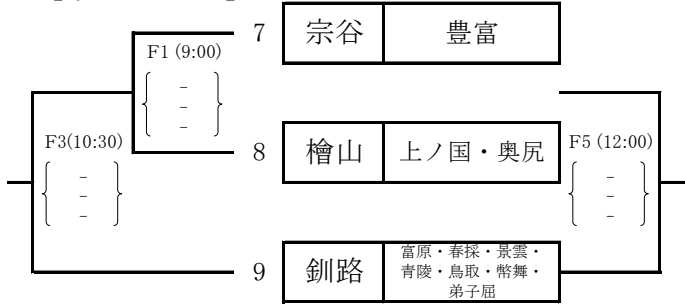 7 宗谷 豊富
F1 (9:00)
-
-
-
F3(10:30)
8 檜山 上ノ国・奥尻
F5 (12:00)
-
-
-
-
-
-
9 釧路 富原・春採・景雲・
青陵・鳥取・幣舞・
弟子屈